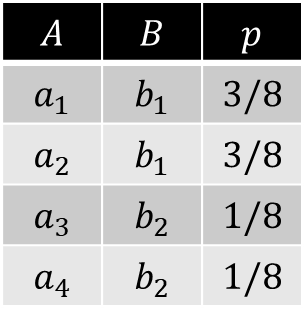 A B p
a₁ b₁ 3/8
a₂ b₁ 3/8
a₃ b₂ 1/8
a₄ b₂ 1/8